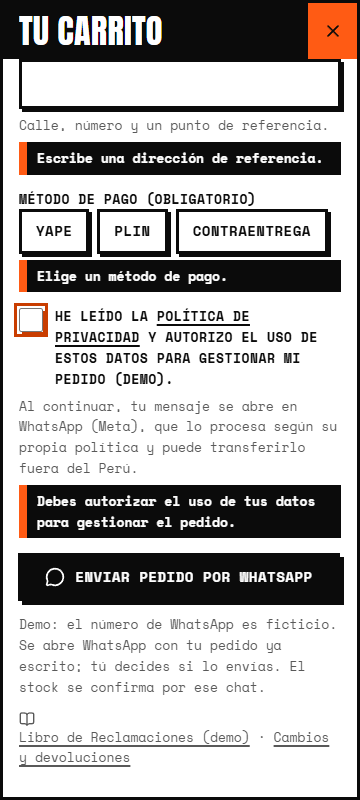 TU CARRITO
Calle, número y un punto de referencia.
Escribe una dirección de referencia.
MÉTODO DE PAGO (OBLIGATORIO)
YAPE PLIN CONTRAENTREGA
Elige un método de pago.
HE LEÍDO LA POLÍTICA DE
PRIVACIDAD Y AUTORIZO EL USO DE
ESTOS DATOS PARA GESTIONAR MI
PEDIDO (DEMO).
Al continuar, tu mensaje se abre en
WhatsApp (Meta), que lo procesa según su
propia política y puede transferirlo
fuera del Perú.
Debes autorizar el uso de tus datos
para gestionar el pedido.
ENVIAR PEDIDO POR WHATSAPP
Demo: el número de WhatsApp es ficticio.
Se abre WhatsApp con tu pedido ya
escrito; tú decides si lo envías. El
stock se confirma por ese chat.
Libro de Reclamaciones (demo) · Cambios
y devoluciones